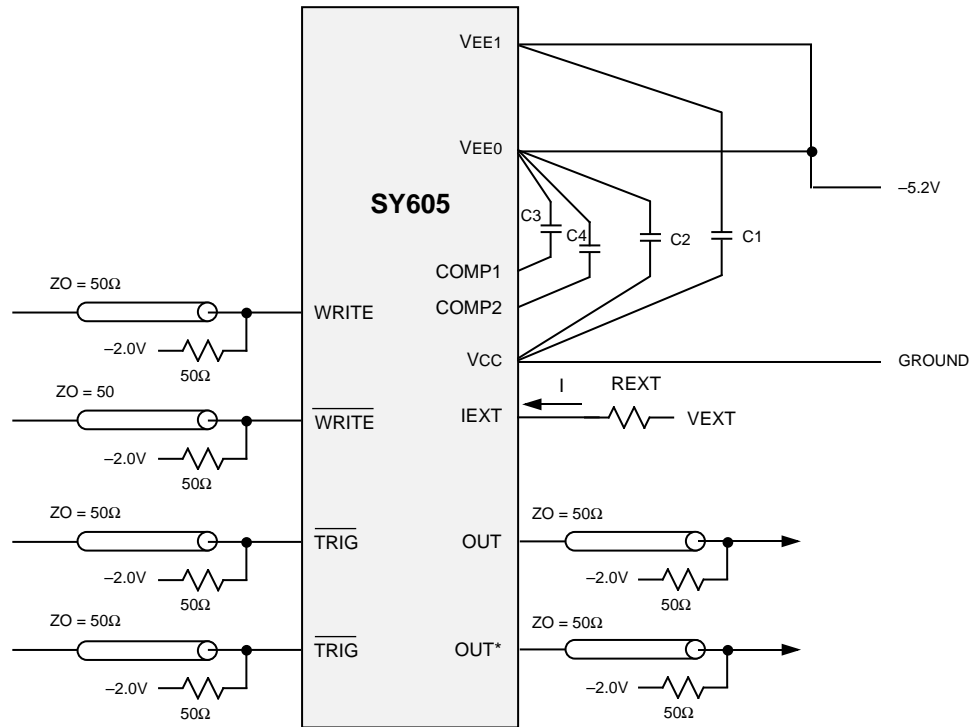 VEE1
VEE0
SY605
–5.2V
C3
C4
C2
C1
COMP1
COMP2
ZO = 50Ω
WRITE
–2.0V
50Ω
VCC
GROUND
I
REXT
ZO = 50
WRITE
IEXT
VEXT
–2.0V
50Ω
ZO = 50Ω
TRIG
OUT
ZO = 50Ω
–2.0V
50Ω
–2.0V
50Ω
ZO = 50Ω
TRIG
OUT*
ZO = 50Ω
–2.0V
50Ω
–2.0V
50Ω